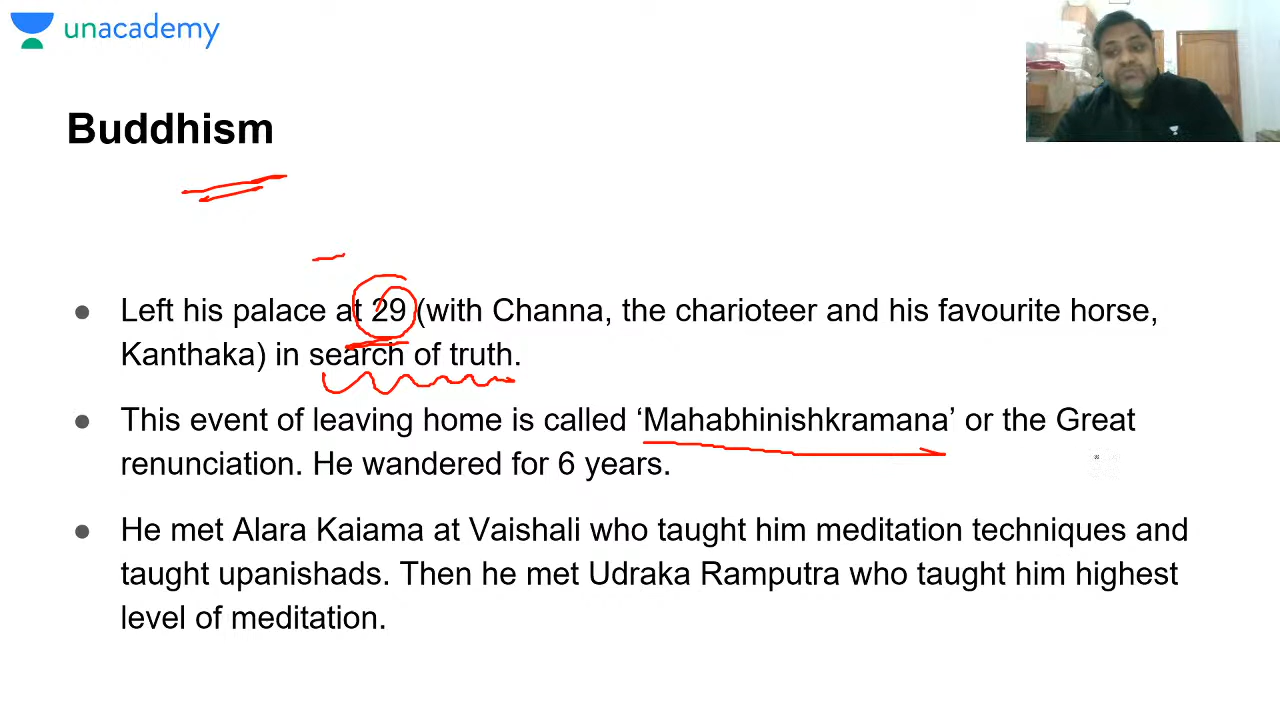 unacademy
Buddhism
● Left his palace at 29 (with Channa, the charioteer and his favourite horse,
Kanthaka) in search of truth.
● This event of leaving home is called ‘Mahabhinishkramana’ or the Great
renunciation. He wandered for 6 years.
● He met Alara Kaiama at Vaishali who taught him meditation techniques and
taught upanishads. Then he met Udraka Ramputra who taught him highest
level of meditation.